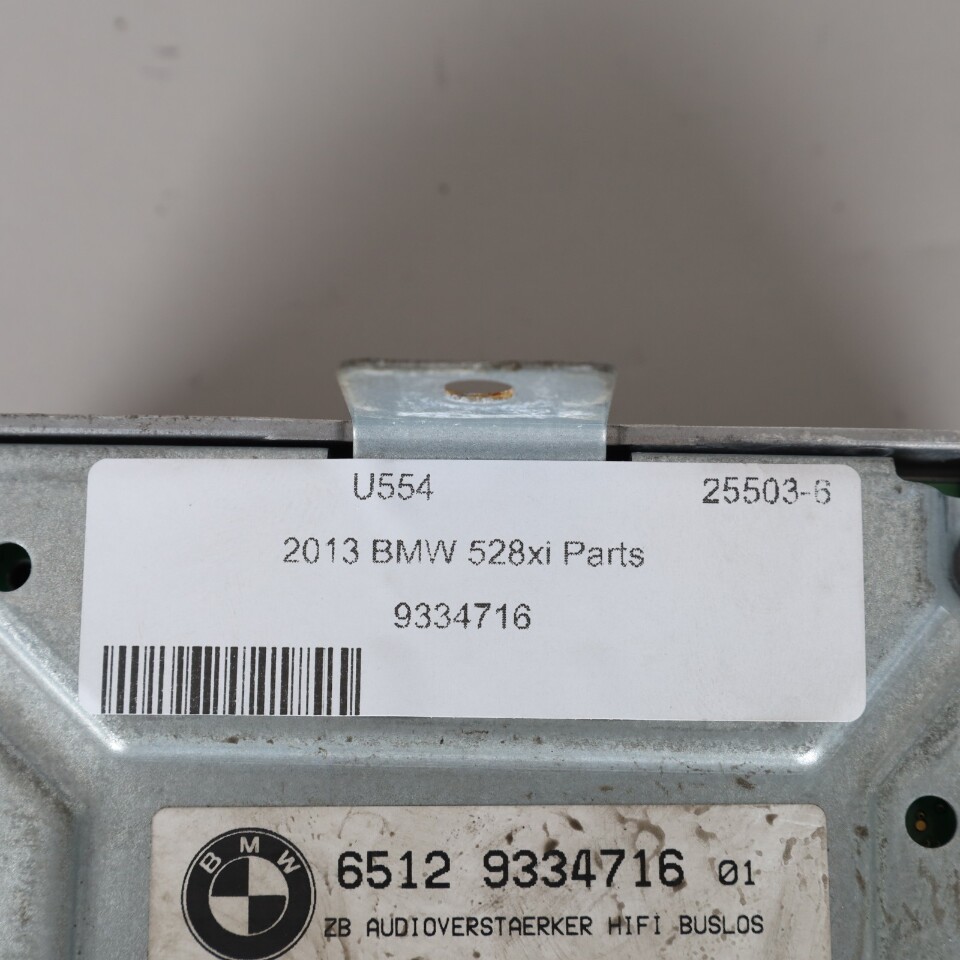 U554 25503-6
2013 BMW 528xi Parts
9334716
BMW 6512 9334716 01
ZB AUDIOVERSTAERKER HIFI BUSLOS